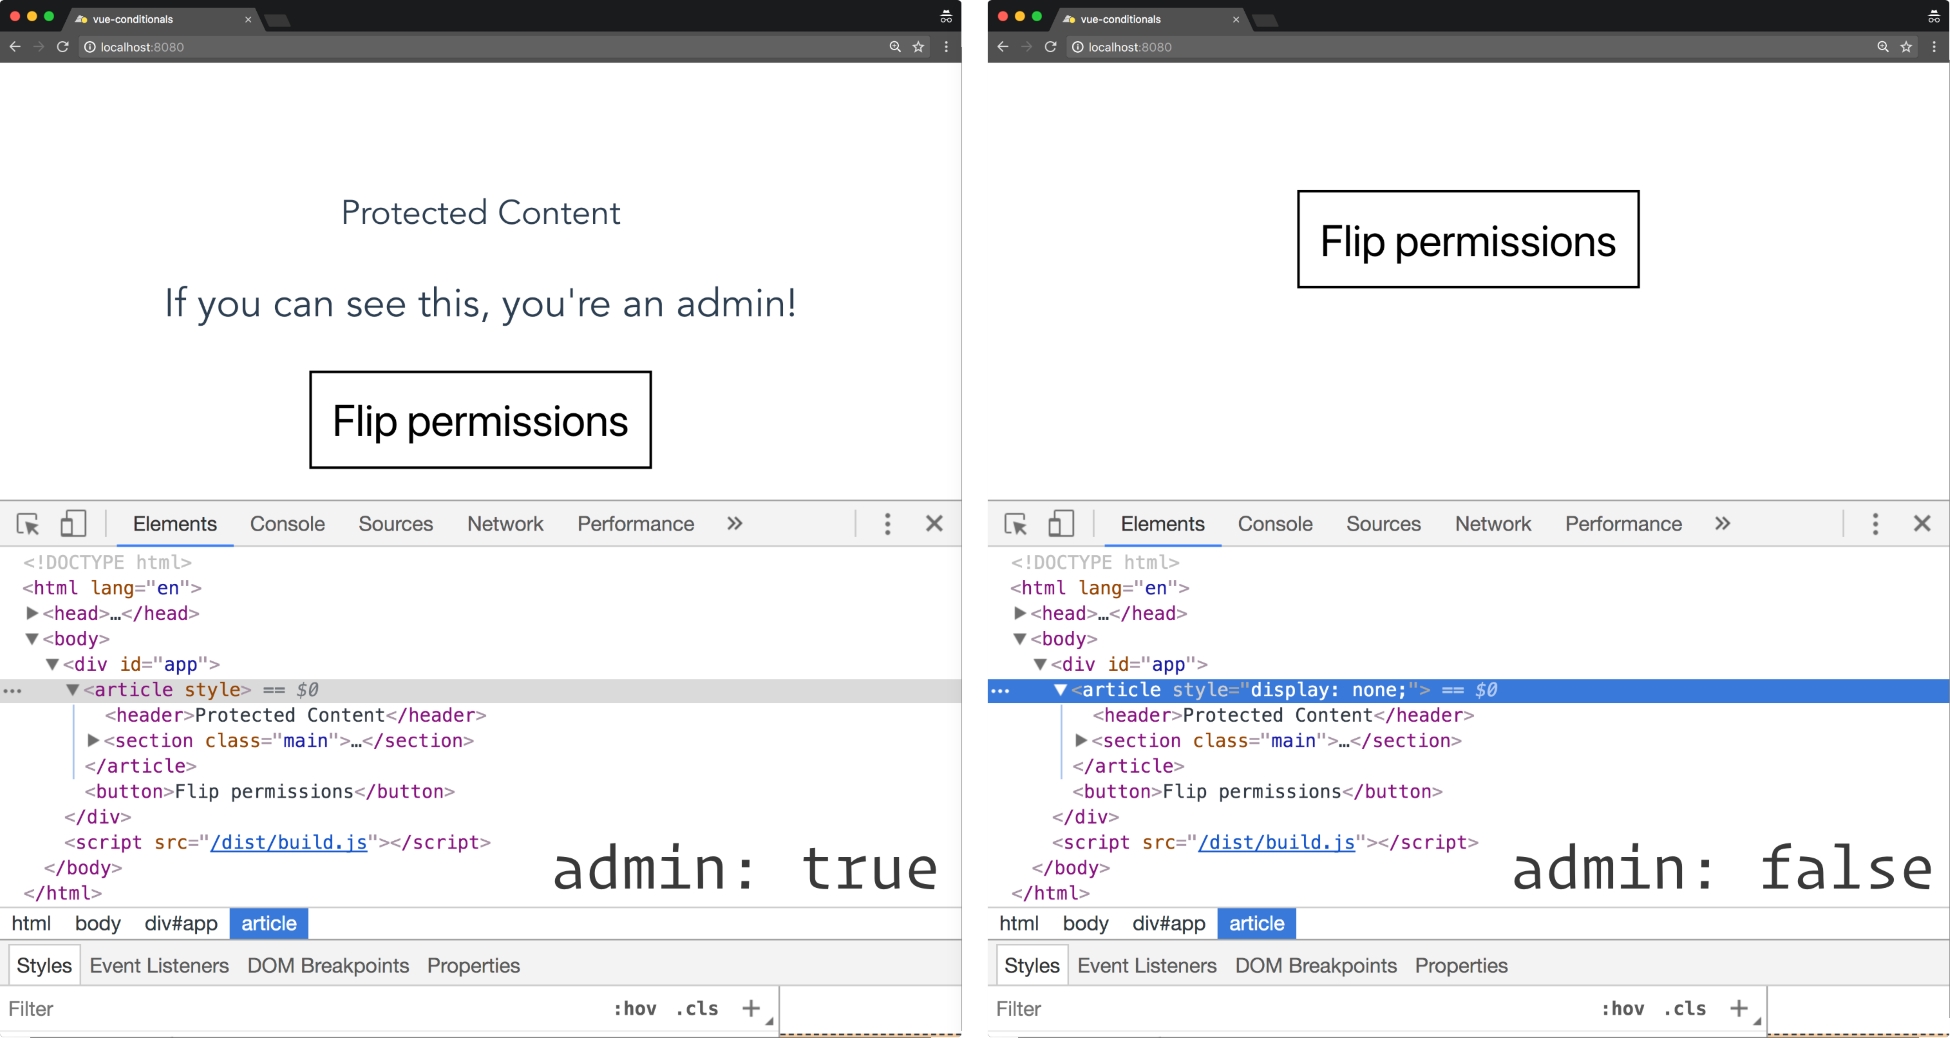 vue-conditionals
localhost:8080
Protected Content
If you can see this, you're an admin!
Flip permissions
Elements Console Sources Network Performance »
<!DOCTYPE html>
<html lang="en">
<head>…</head>
<body>
<div id="app">
… <article style> == $0
<header>Protected Content</header>
<section class="main">…</section>
</article>
<button>Flip permissions</button>
</div>
<script src="/dist/build.js"></script>
</body>
</html>
admin: true
html body div#app article
Styles Event Listeners DOM Breakpoints Properties
Filter :hov .cls +
vue-conditionals
localhost:8080
Flip permissions
Elements Console Sources Network Performance »
<!DOCTYPE html>
<html lang="en">
<head>…</head>
<body>
<div id="app">
… <article style="display: none;"> == $0
<header>Protected Content</header>
<section class="main">…</section>
</article>
<button>Flip permissions</button>
</div>
<script src="/dist/build.js"></script>
</body>
</html>
admin: false
html body div#app article
Styles Event Listeners DOM Breakpoints Properties
Filter :hov .cls +